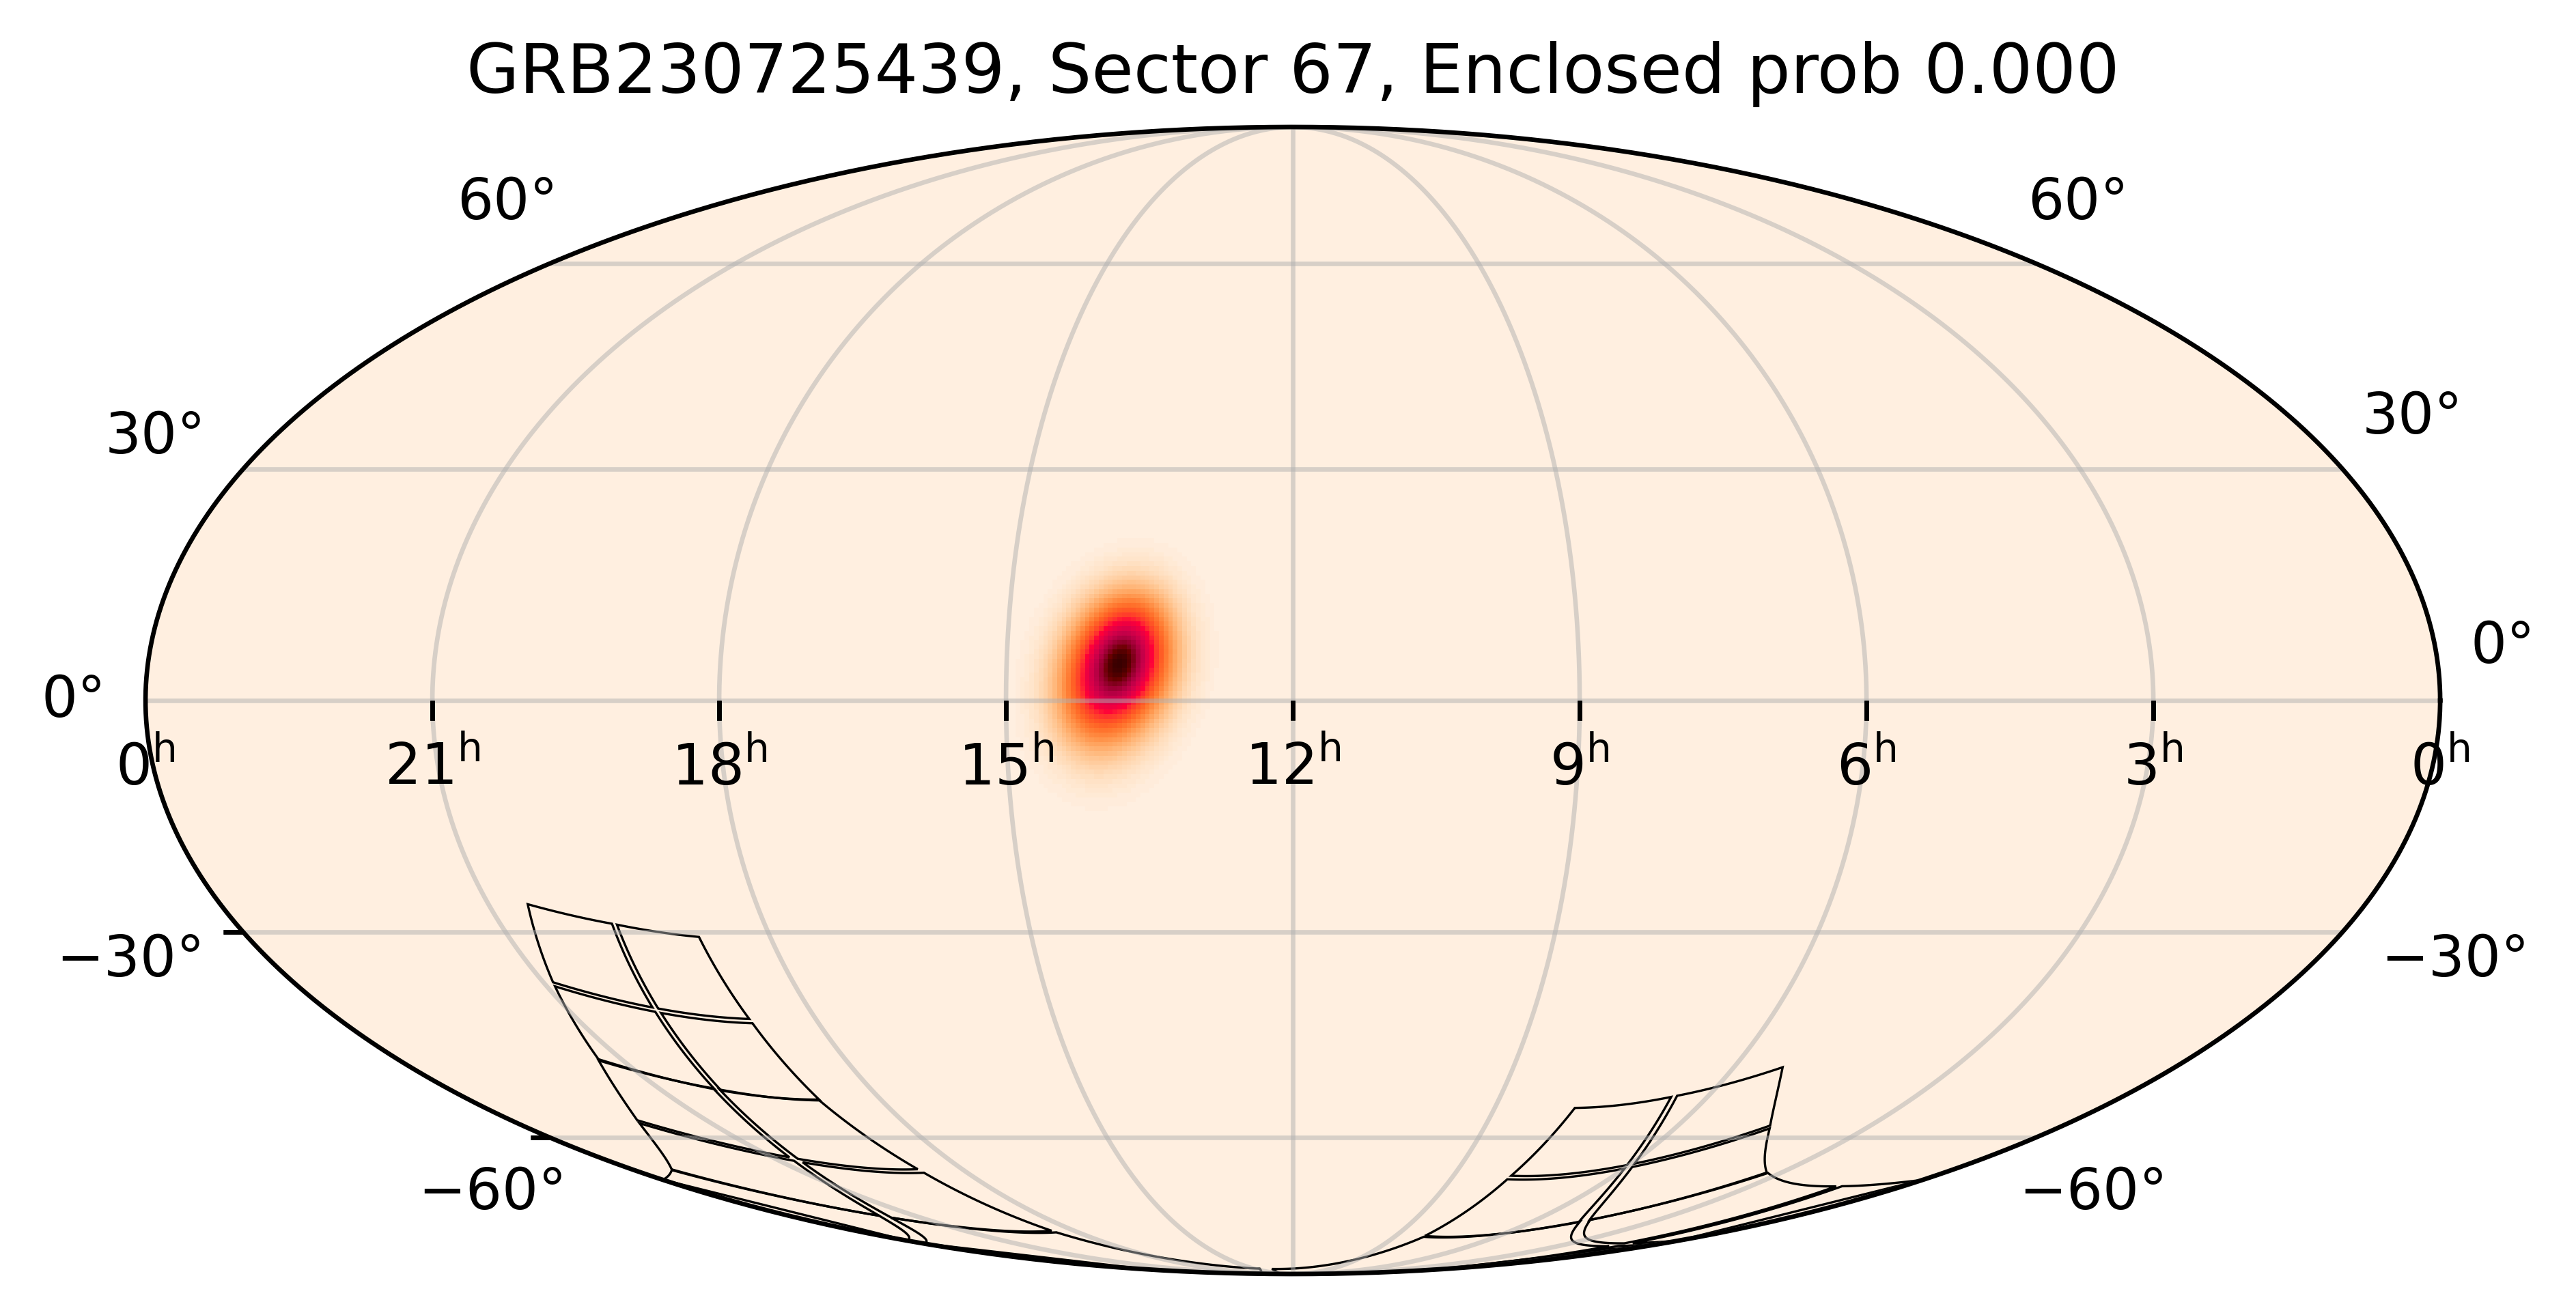 GRB230725439, Sector 67, Enclosed prob 0.000
60° 60°
30° 30°
0° 0°
0ʰ 21ʰ 18ʰ 15ʰ 12ʰ 9ʰ 6ʰ 3ʰ 0ʰ
−30° −30°
−60° −60°